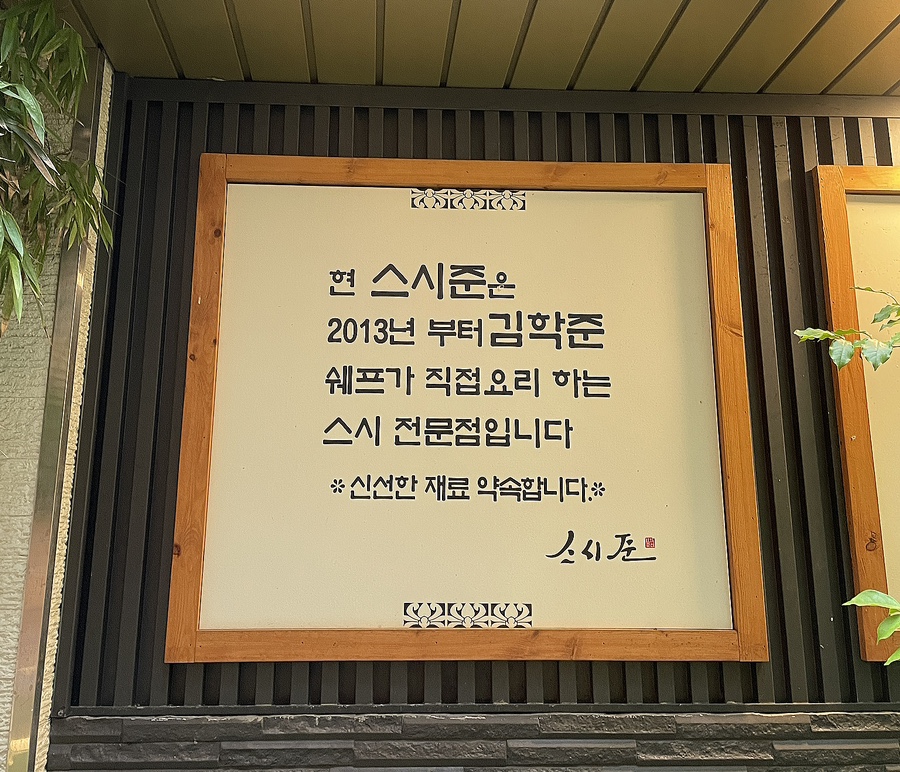 현 스시준은
2013년 부터김학준
쉐프가 직접요리 하는
스시 전문점입니다
*신선한 재료 약속합니다.*
스시준